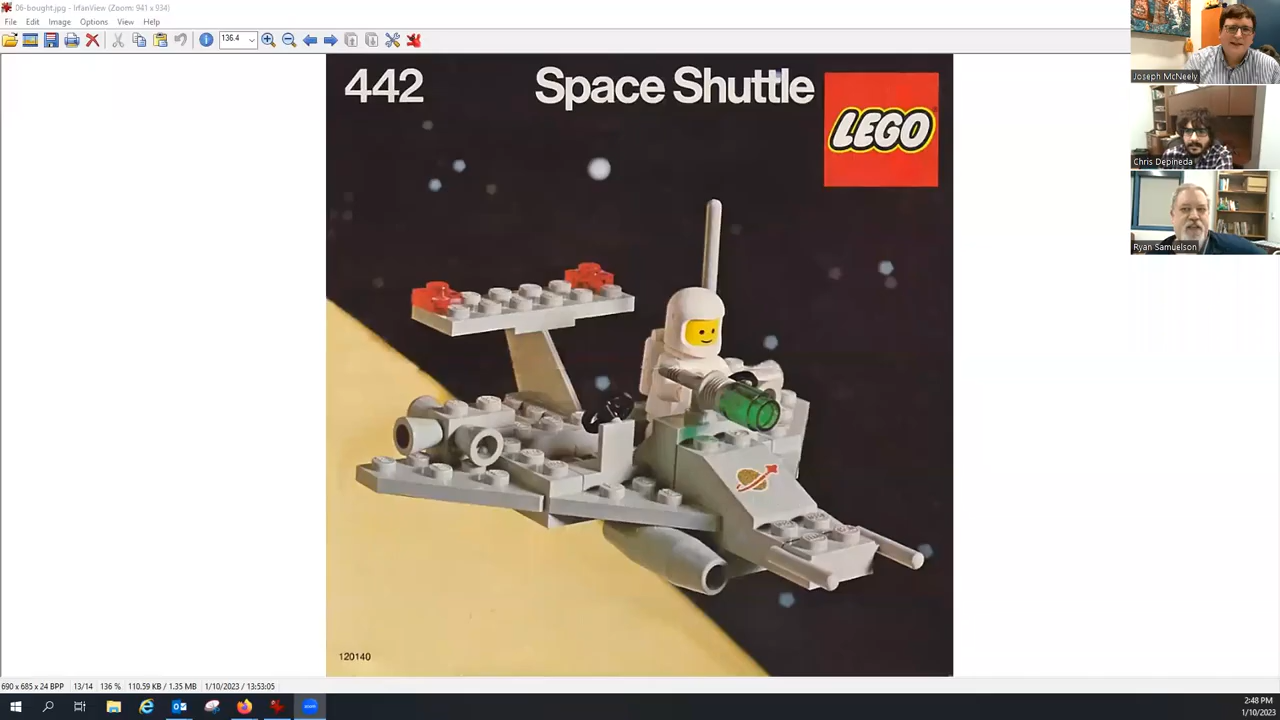 06-bought.jpg - IrfanView (Zoom: 941 x 934)
File Edit Image Options View Help
136.4
442 Space Shuttle LEGO
120140
Joseph McNeely
Chris Depineda
Ryan Samuelson
690 x 685 x 24 BPP 13/14 136 % 110.59 KB / 1.35 MB 1/10/2023 / 13:53:05
zoom
2:48 PM
1/10/2023